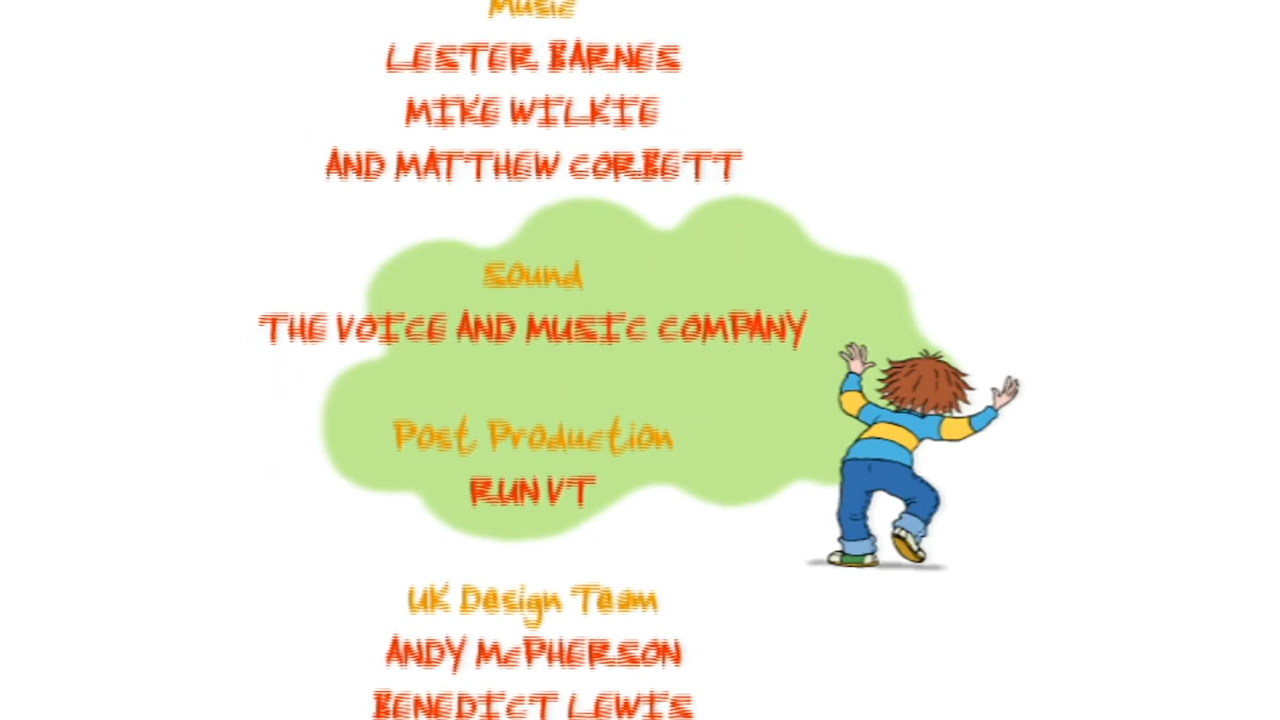 Music
LESTER BARNES
MIKE WILKIE
AND MATTHEW CORBETT
Sound
THE VOICE AND MUSIC COMPANY
Post Production
RUN VT
UK Design Team
ANDY McPHERSON
BENEDICT LEWIS